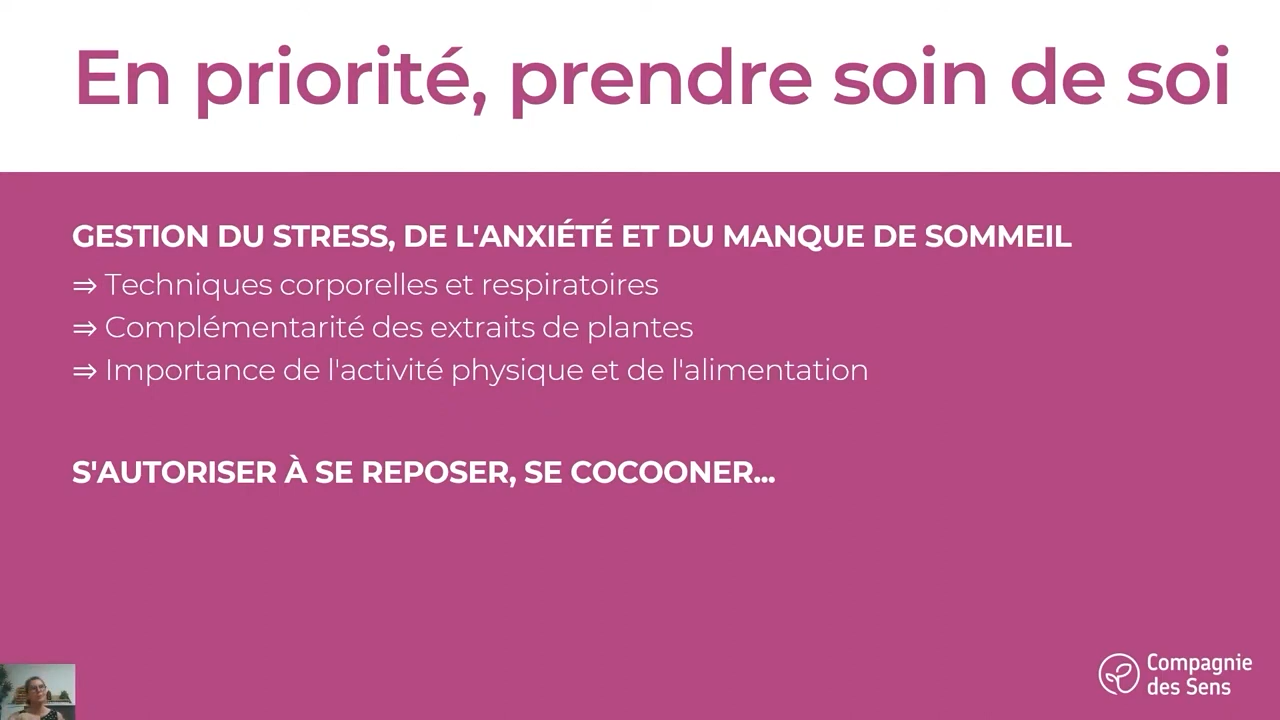 En priorité, prendre soin de soi
GESTION DU STRESS, DE L'ANXIÉTÉ ET DU MANQUE DE SOMMEIL
⇒ Techniques corporelles et respiratoires
⇒ Complémentarité des extraits de plantes
⇒ Importance de l'activité physique et de l'alimentation
S'AUTORISER À SE REPOSER, SE COCOONER...
Compagnie
des Sens